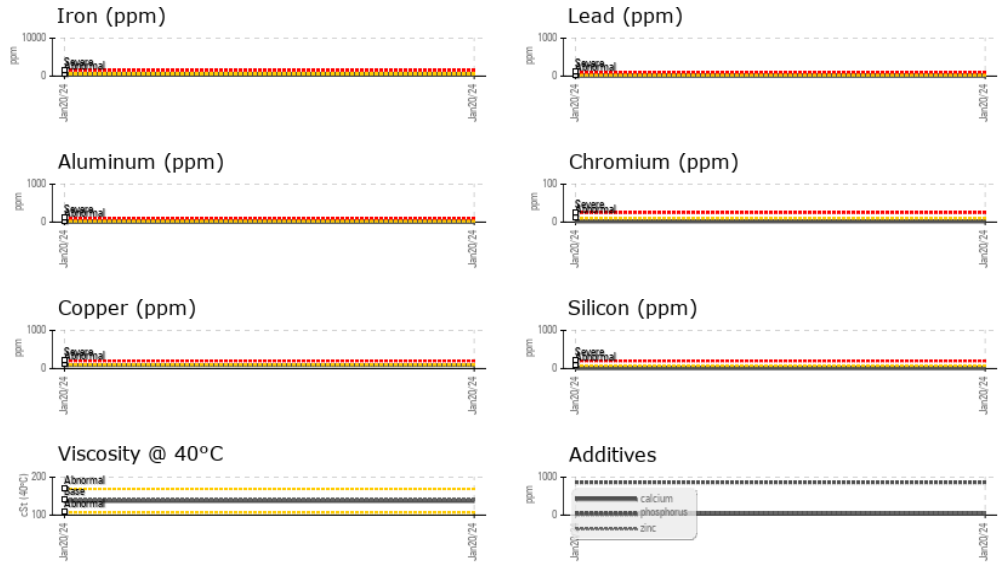 Iron (ppm)
10000
ppm
Severe
Abnormal
0
Jan20/24
Jan20/24
Lead (ppm)
1000
ppm
Severe
Abnormal
0
Jan20/24
Jan20/24
Aluminum (ppm)
1000
ppm
Severe
Abnormal
0
Jan20/24
Jan20/24
Chromium (ppm)
100
ppm
Severe
Abnormal
0
Jan20/24
Jan20/24
Copper (ppm)
1000
ppm
Severe
Abnormal
0
Jan20/24
Jan20/24
Silicon (ppm)
1000
ppm
Severe
Abnormal
0
Jan20/24
Jan20/24
Viscosity @ 40°C
200
cSt (40°C)
Abnormal
Base
Abnormal
100
Jan20/24
Jan20/24
Additives
1000
ppm
calcium
phosphorus
zinc
0
Jan20/24
Jan20/24